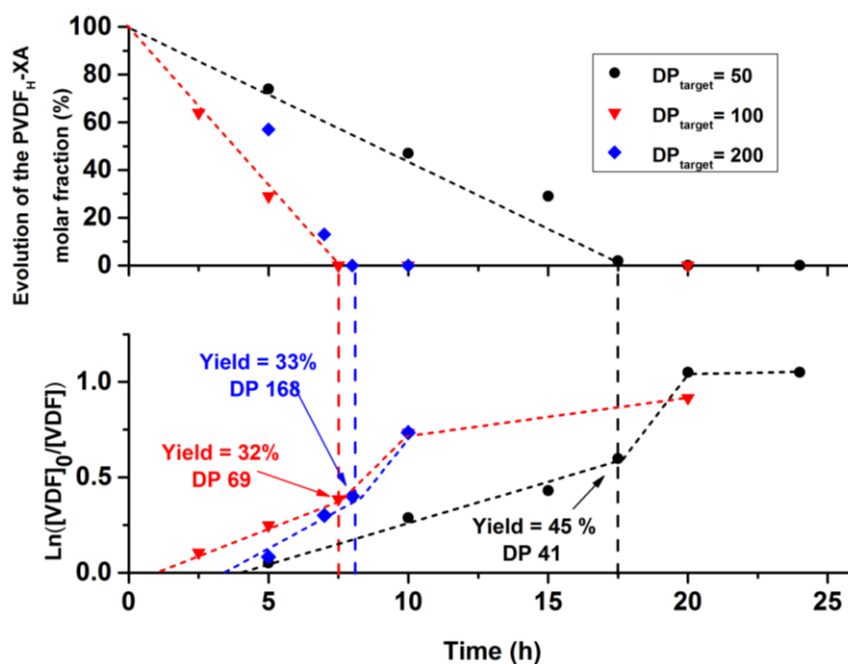 Evolution of the PVDF_H-XA
molar fraction (%)
100
80
60
40
20
0
DP_target= 50
DP_target= 100
DP_target= 200
Ln([VDF]_0/[VDF])
1.0
0.5
0.0
Yield = 33%
DP 168
Yield = 32%
DP 69
Yield = 45 %
DP 41
0
5
10
15
20
25
Time (h)